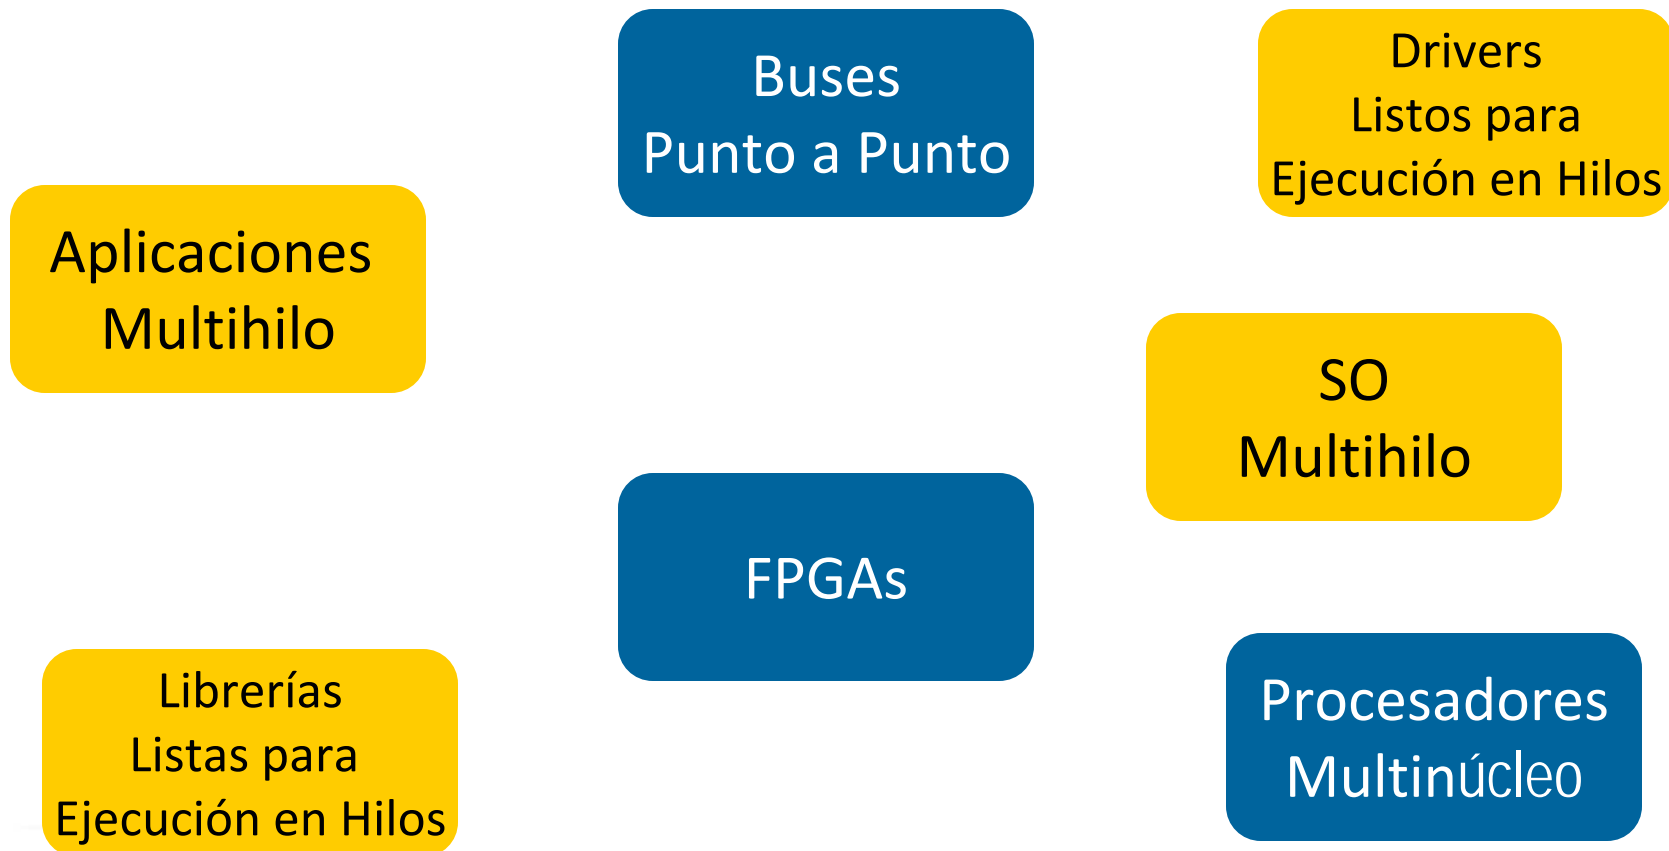 Buses
Punto a Punto
Drivers
Listos para
Ejecución en Hilos
Aplicaciones
Multihilo
SO
Multihilo
FPGAs
Librerías
Listas para
Ejecución en Hilos
Procesadores
Multinúcleo